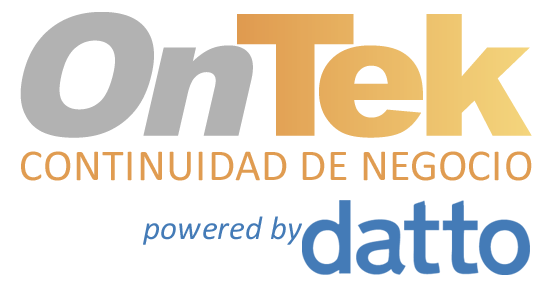 OnTek
CONTINUIDAD DE NEGOCIO
powered by datto